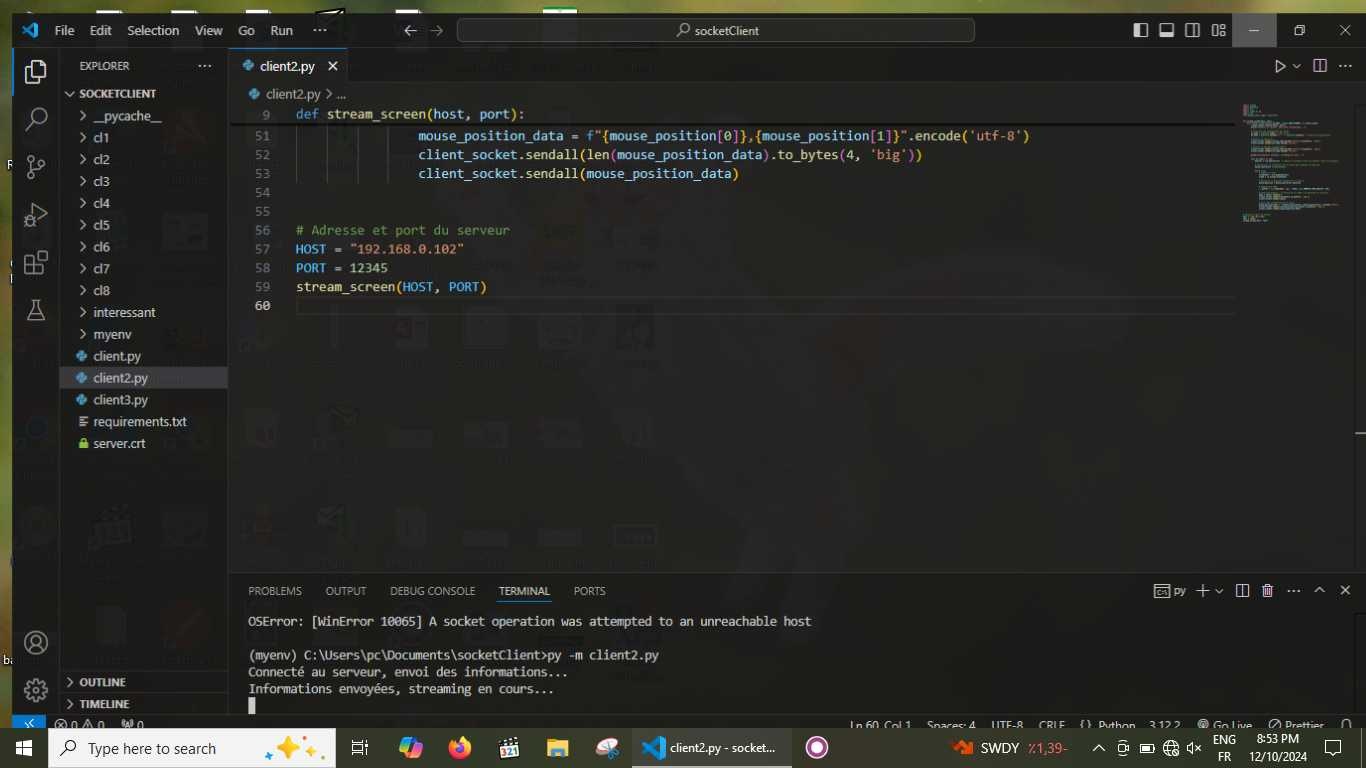 File Edit Selection View Go Run ··· socketClient
EXPLORER ···
client2.py
SOCKETCLIENT
client2.py > ...
__pycache__
cl1
cl2
cl3
cl4
cl5
cl6
cl7
cl8
interessant
myenv
client.py
client2.py
client3.py
requirements.txt
server.crt
OUTLINE
TIMELINE
9 def stream_screen(host, port):
51 mouse_position_data = f"{mouse_position[0]},{mouse_position[1]}".encode('utf-8')
52 client_socket.sendall(len(mouse_position_data).to_bytes(4, 'big'))
53 client_socket.sendall(mouse_position_data)
54
55
56 # Adresse et port du serveur
57 HOST = "192.168.0.102"
58 PORT = 12345
59 stream_screen(HOST, PORT)
60
PROBLEMS OUTPUT DEBUG CONSOLE TERMINAL PORTS
py
OSError: [WinError 10065] A socket operation was attempted to an unreachable host
(myenv) C:\Users\pc\Documents\socketClient>py -m client2.py
Connecté au serveur, envoi des informations...
Informations envoyées, streaming en cours...
0 0 0 Ln 60, Col 1 Spaces: 4 UTF-8 CRLF {} Python 3.12.2 Go Live Prettier
Type here to search
321
client2.py - socket...
SWDY ٪1,39-
ENG
FR
8:53 PM
12/10/2024